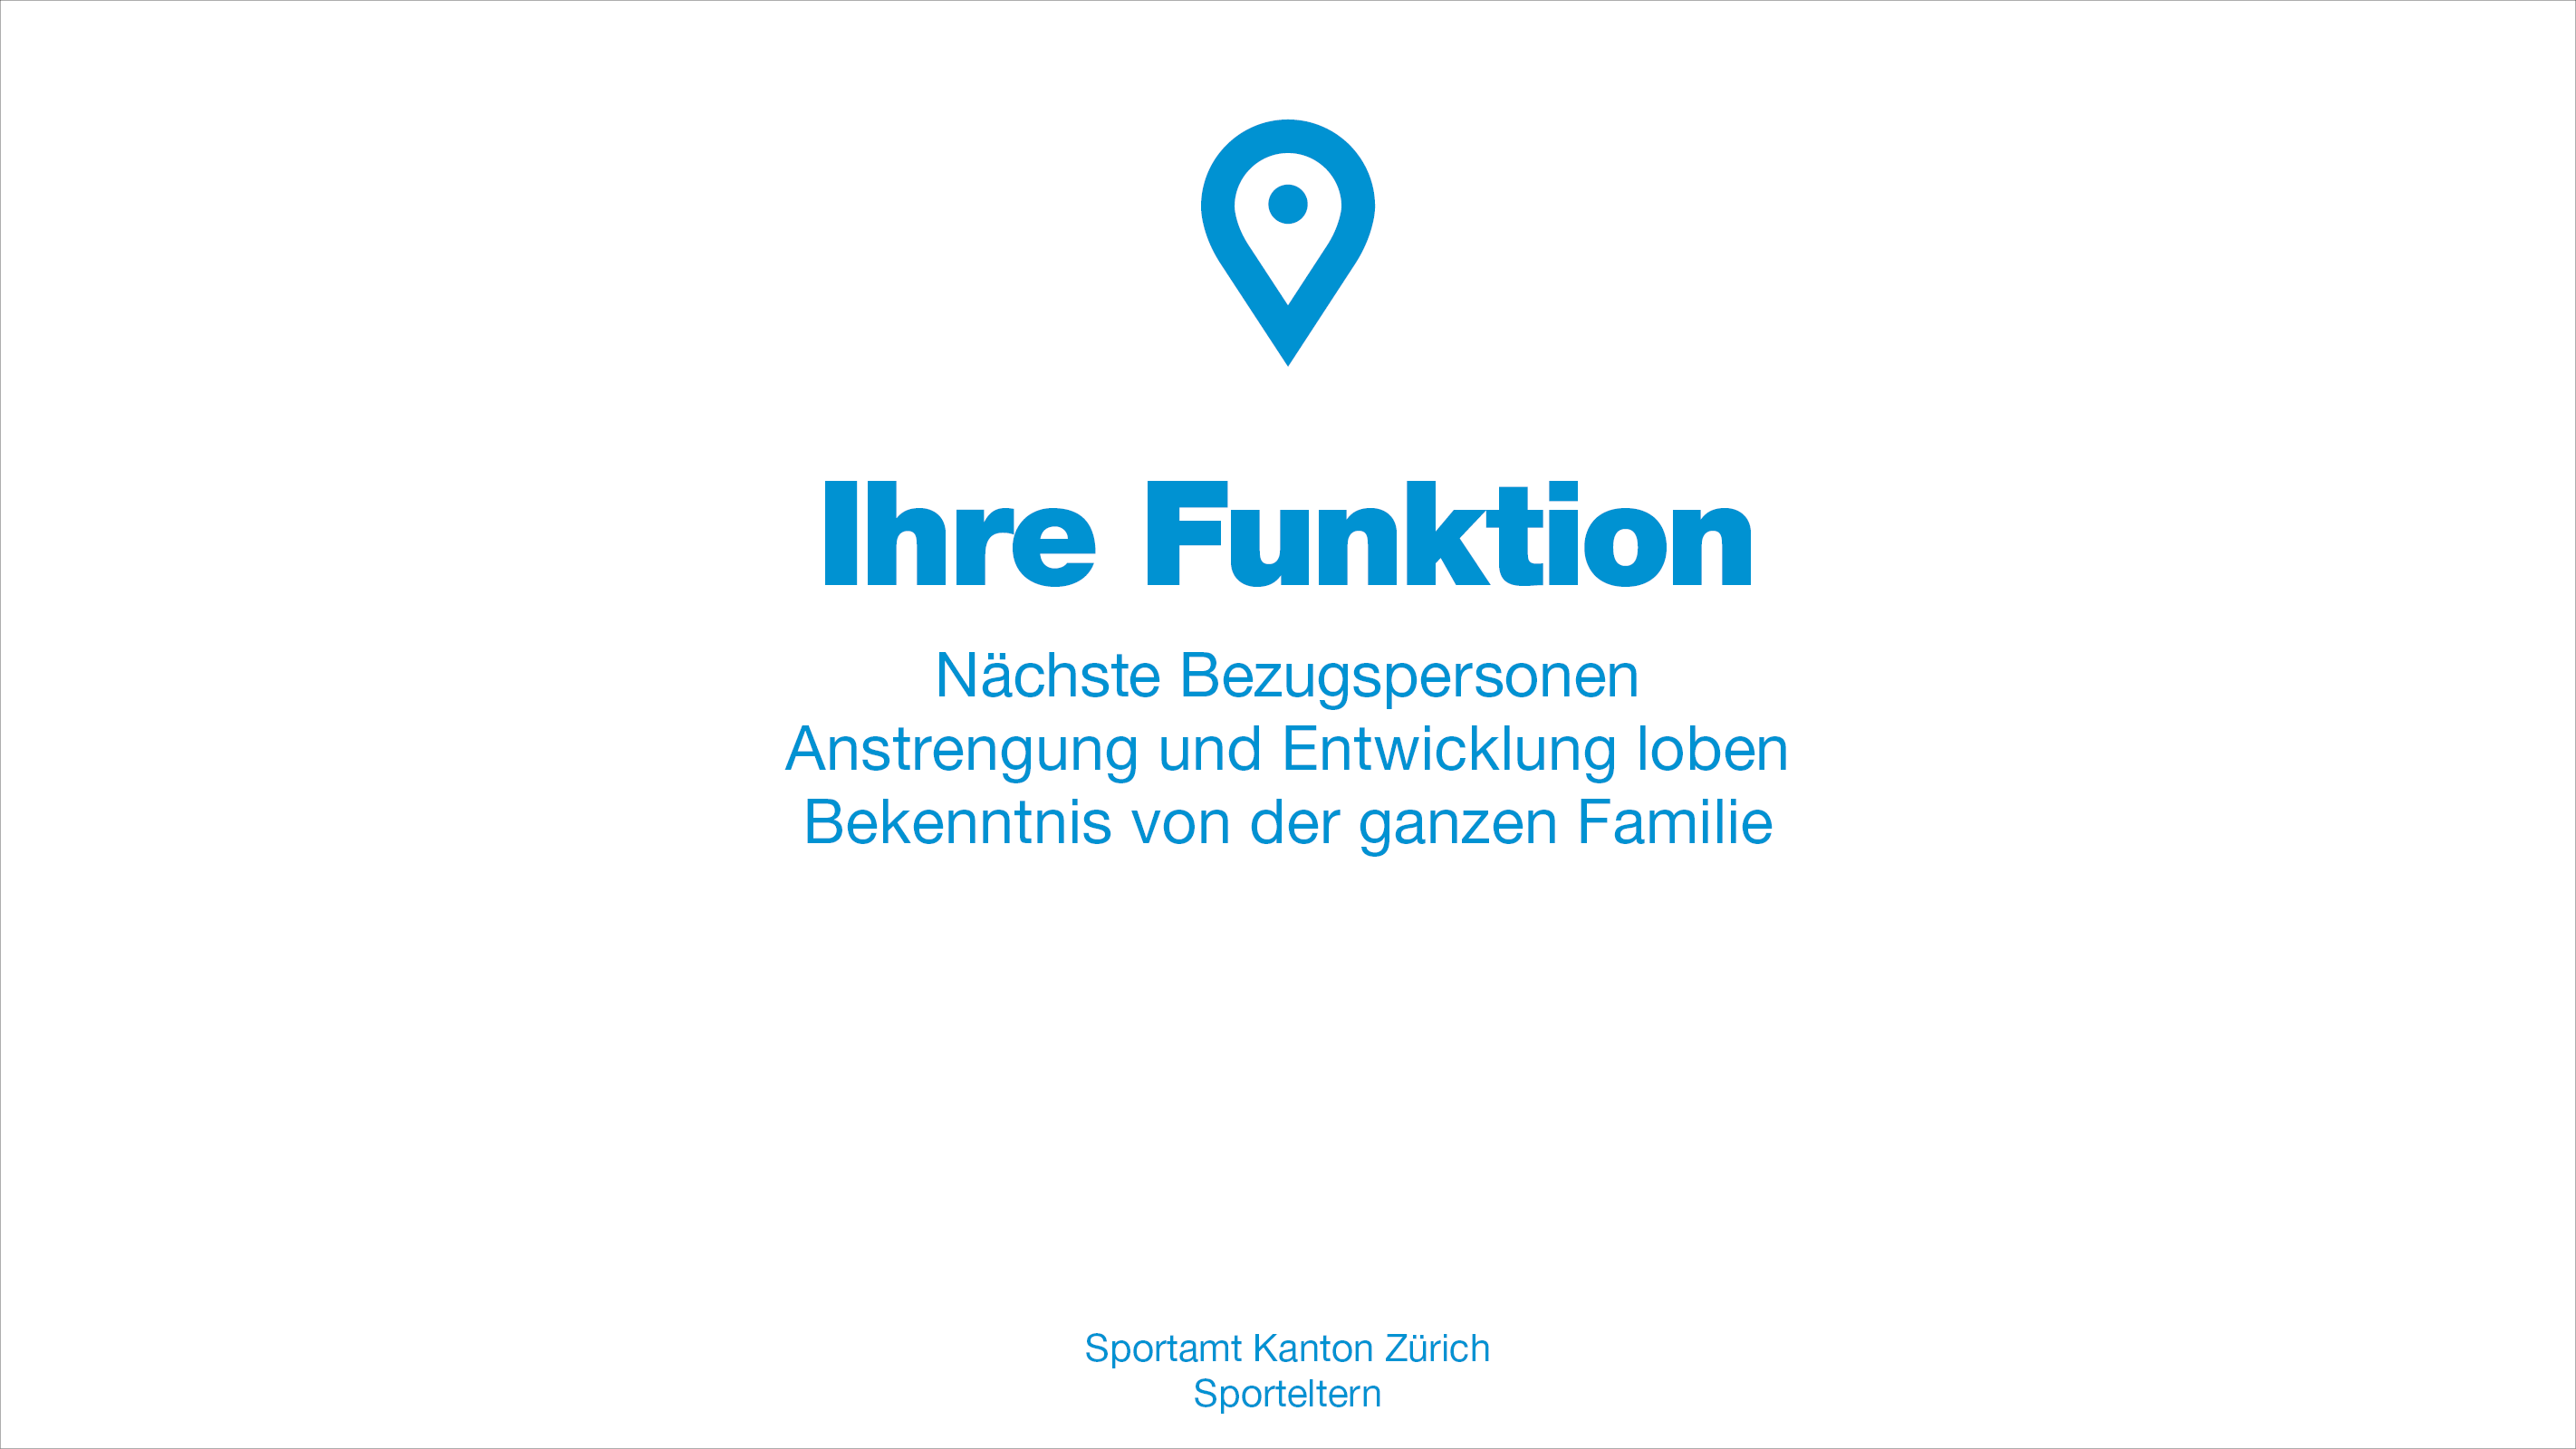 Ihre Funktion
Nächste Bezugspersonen
Anstrengung und Entwicklung loben
Bekenntnis von der ganzen Familie
Sportamt Kanton Zürich
Sporteltern